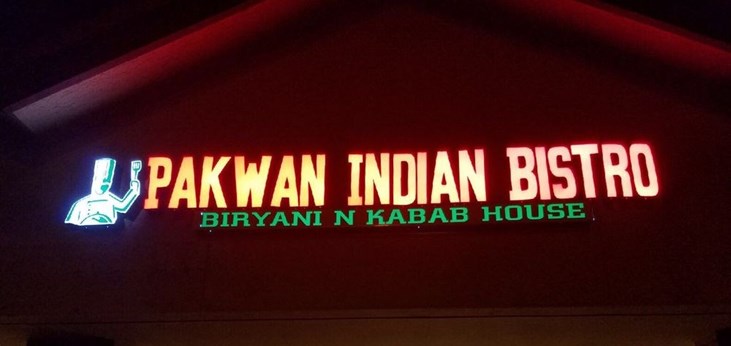 PAKWAN INDIAN BISTRO
BIRYANI N KABAB HOUSE